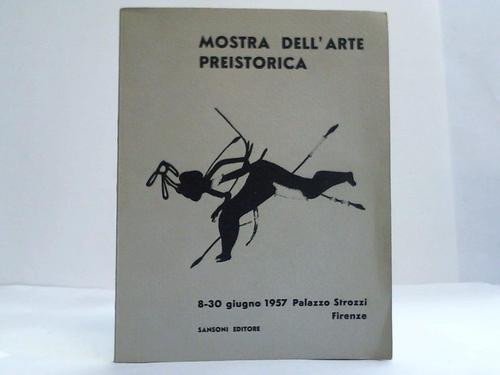 MOSTRA DELL'ARTE
PREISTORICA
8-30 giugno 1957 Palazzo Strozzi
Firenze
SANSONI EDITORE